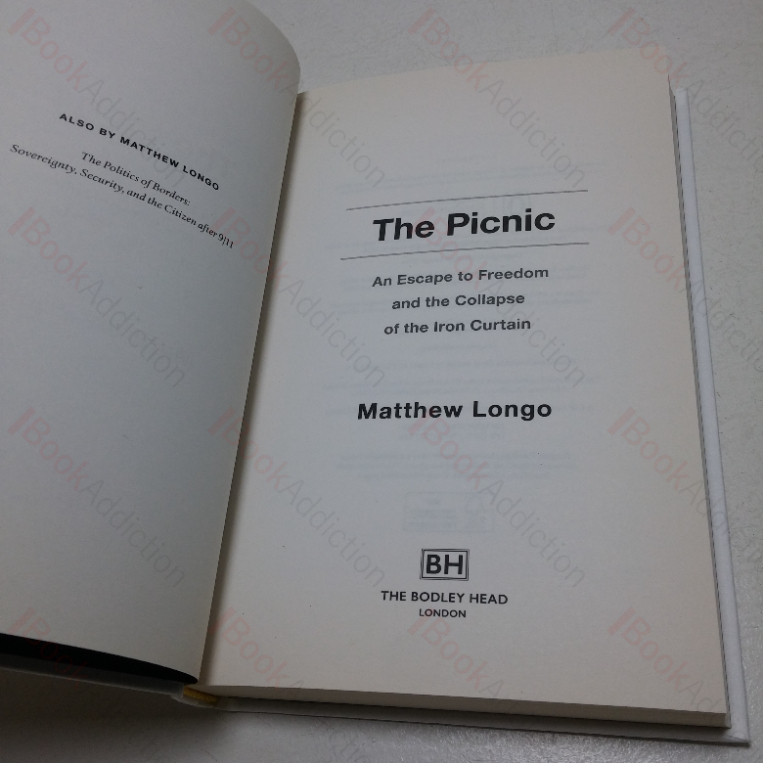 ALSO BY MATTHEW LONGO
The Politics of Borders:
Sovereignty, Security, and the Citizen after 9/11
The Picnic
An Escape to Freedom
and the Collapse
of the Iron Curtain
Matthew Longo
BH
THE BODLEY HEAD
LONDON
BookAddiction